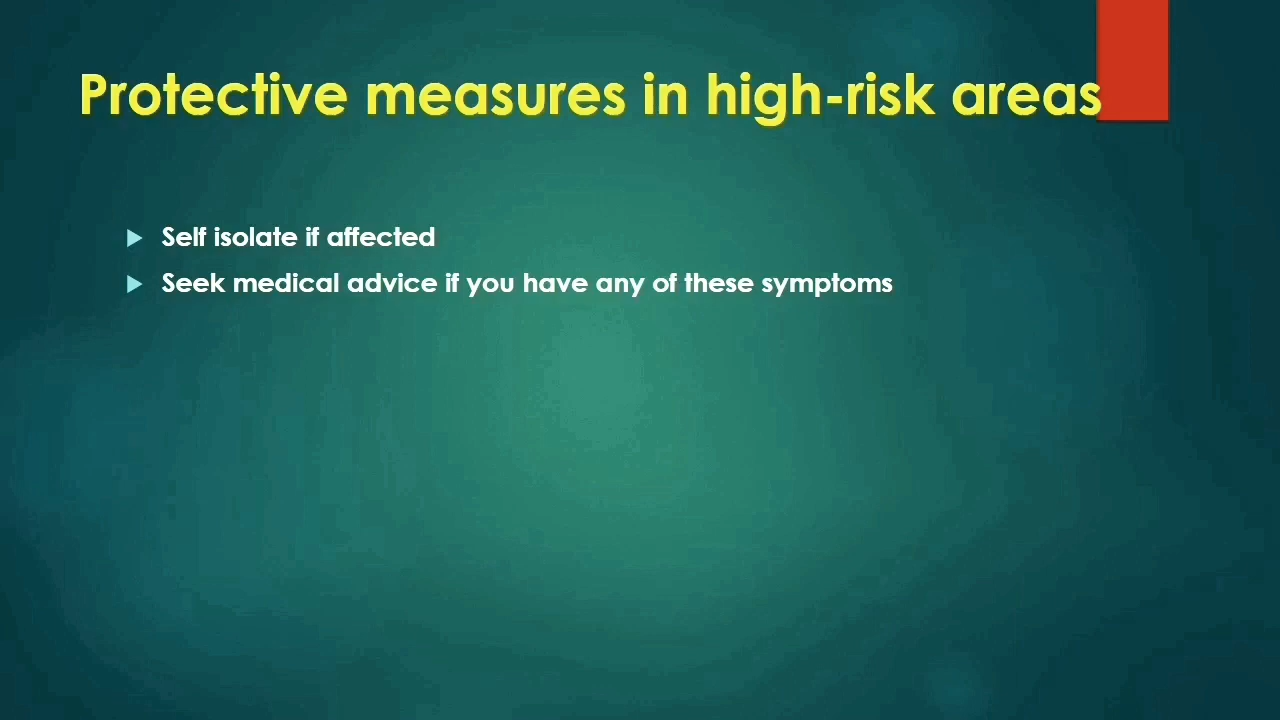 Protective measures in high-risk areas
Self isolate if affected
Seek medical advice if you have any of these symptoms